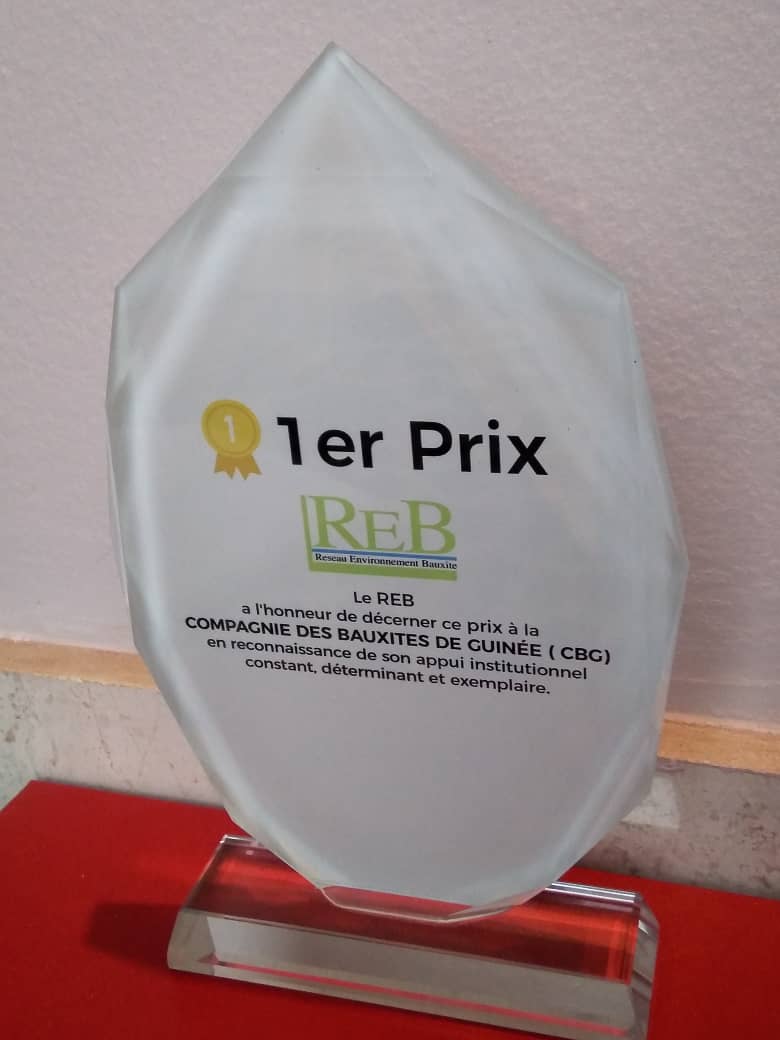 1
1er Prix
REB
Reseau Environnement Bauxite
Le REB
a l'honneur de décerner ce prix à la
COMPAGNIE DES BAUXITES DE GUINÉE ( CBG)
en reconnaissance de son appui institutionnel
constant, déterminant et exemplaire.